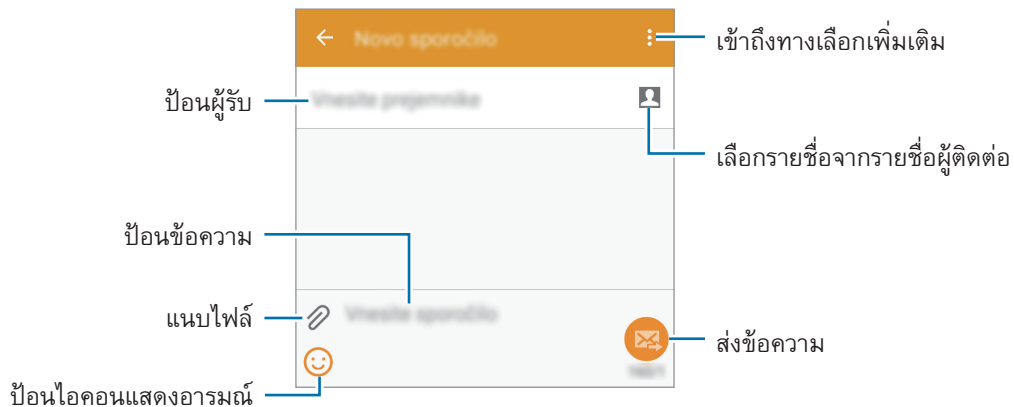 Novo sporočilo
เข้าถึงทางเลือกเพิ่มเติม
ป้อนผู้รับ
Vnesite prejemnike
เลือกรายชื่อจากรายชื่อผู้ติดต่อ
ป้อนข้อความ
แนบไฟล์
Vnesite sporočilo
ส่งข้อความ
ป้อนไอคอนแสดงอารมณ์